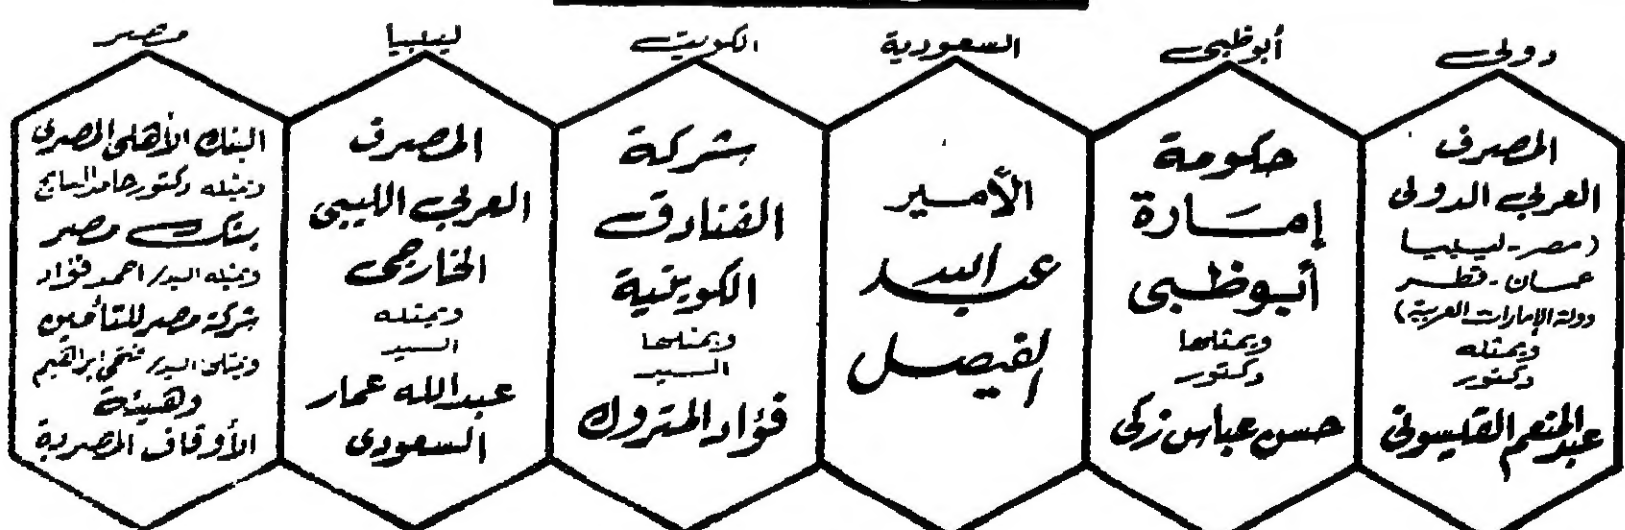 دولى
المصرف
العربى الدولى
(مصر - ليبيا
عمان - قطر
دولة الإمارات العربية)
ويمثله
دكتور
عبد المنعم القيسونى
أبوظبى
حكومة
إمارة
أبوظبى
ويمثلها
دكتور
حسن عباس زكى
السعودية
الأمير
عبد الله
الفيصل
الكويت
شركة
الفنادق
الكويتية
ويمثلها
السيد
فؤاد المتروك
ليبيا
المصرف
العربى الليبى
الخارجى
ويمثله
السيد
عبدالله عمار
السعودى
مصر
البنك الأهلى المصرى
ويمثله دكتور حامد السايح
بنك مصر
ويمثله السيد / احمد فؤاد
شركة مصر للتأمين
ويمثلها السيد / فتحى ابراهيم
وهيئة
الأوقاف المصرية